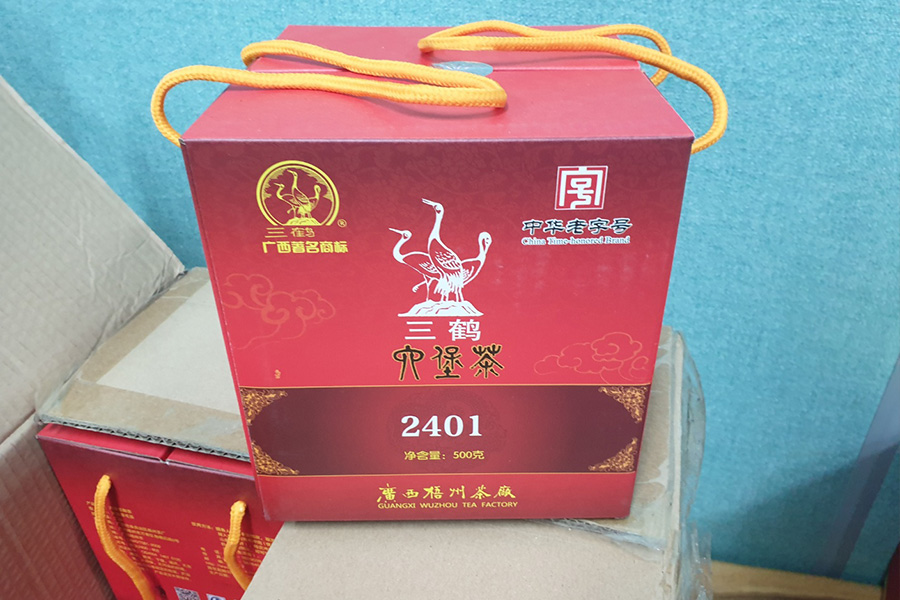 三鹤
®
广西著名商标
中华老字号
China Time-honored Brand
三鹤
六堡茶
2401
净含量：500克
廣西梧州茶廠
GUANGXI WUZHOU TEA FACTORY